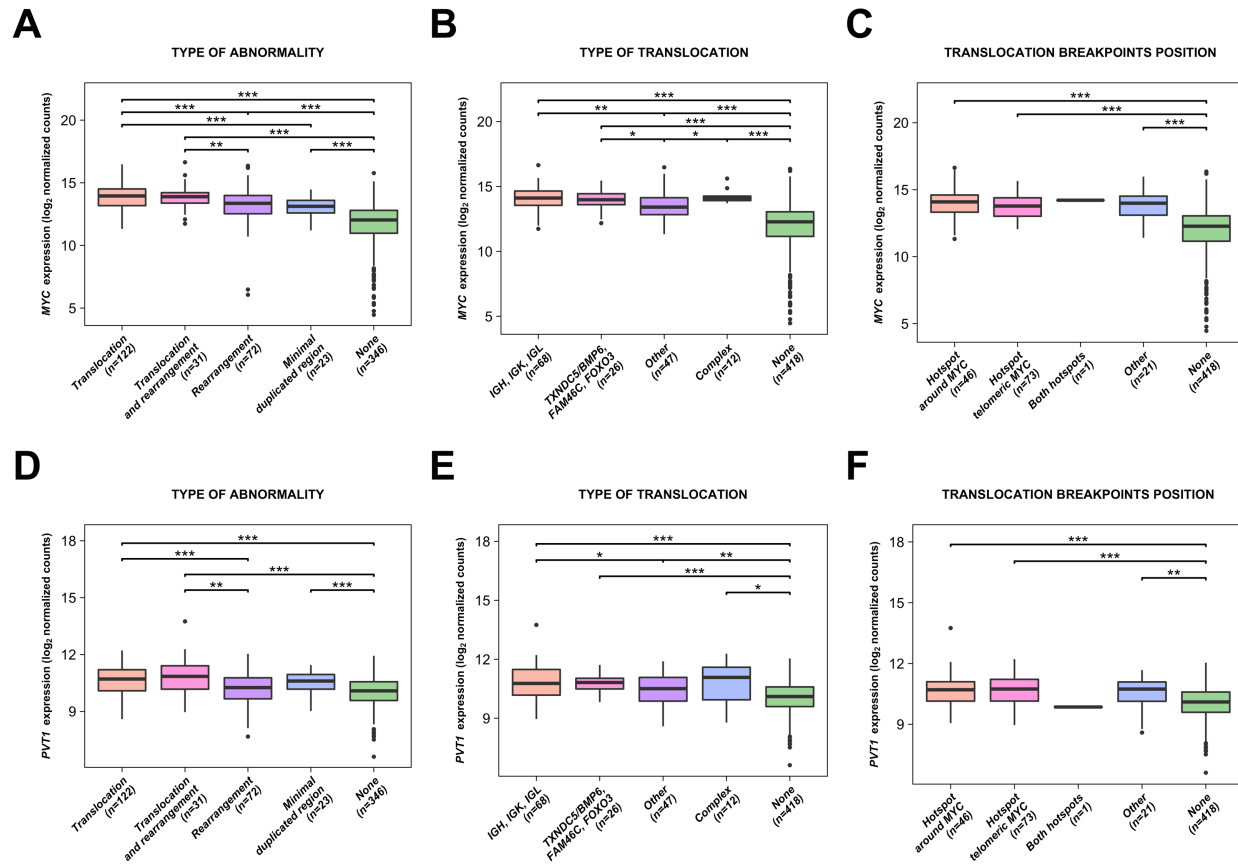 A
TYPE OF ABNORMALITY
MYC expression (log2 normalized counts)
20
15
10
5
***
***
***
***
***
**
***
Translocation
(n=122)
Translocation
and rearrangement
(n=31)
Rearrangement
(n=72)
Minimal
duplicated region
(n=23)
None
(n=346)
B
TYPE OF TRANSLOCATION
MYC expression (log2 normalized counts)
20
15
10
5
***
**
***
***
*
*
***
IGH, IGK, IGL
(n=68)
TXNDC5/BMP6,
FAM46C, FOXO3
(n=26)
Other
(n=47)
Complex
(n=12)
None
(n=418)
C
TRANSLOCATION BREAKPOINTS POSITION
MYC expression (log2 normalized counts)
20
15
10
5
***
***
***
Hotspot
around MYC
(n=46)
Hotspot
telomeric MYC
(n=73)
Both hotspots
(n=1)
Other
(n=21)
None
(n=418)
D
TYPE OF ABNORMALITY
PVT1 expression (log2 normalized counts)
18
15
12
9
***
***
***
**
***
Translocation
(n=122)
Translocation
and rearrangement
(n=31)
Rearrangement
(n=72)
Minimal
duplicated region
(n=23)
None
(n=346)
E
TYPE OF TRANSLOCATION
PVT1 expression (log2 normalized counts)
18
15
12
9
***
*
**
***
*
IGH, IGK, IGL
(n=68)
TXNDC5/BMP6,
FAM46C, FOXO3
(n=26)
Other
(n=47)
Complex
(n=12)
None
(n=418)
F
TRANSLOCATION BREAKPOINTS POSITION
PVT1 expression (log2 normalized counts)
18
15
12
9
***
***
**
Hotspot
around MYC
(n=46)
Hotspot
telomeric MYC
(n=73)
Both hotspots
(n=1)
Other
(n=21)
None
(n=418)